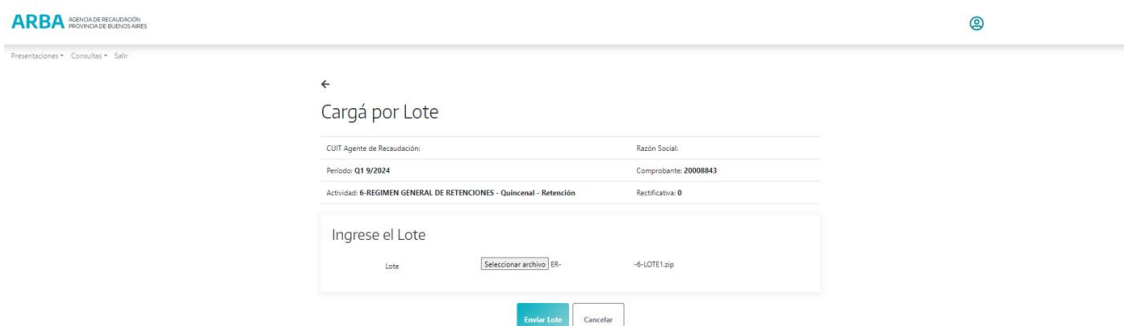 ARBA AGENCIA DE RECAUDACIÓN
PROVINCIA DE BUENOS AIRES
Presentaciones Consultas Salir
Cargá por Lote
CUIT Agente de Recaudación: Razón Social:
Período: Q1 9/2024 Comprobante: 20008843
Actividad: 6-REGIMEN GENERAL DE RETENCIONES - Quincenal - Retención Rectificativa: 0
Ingrese el Lote
Lote Seleccionar archivo ER- -6-LOTE1.zip
Enviar Lote Cancelar